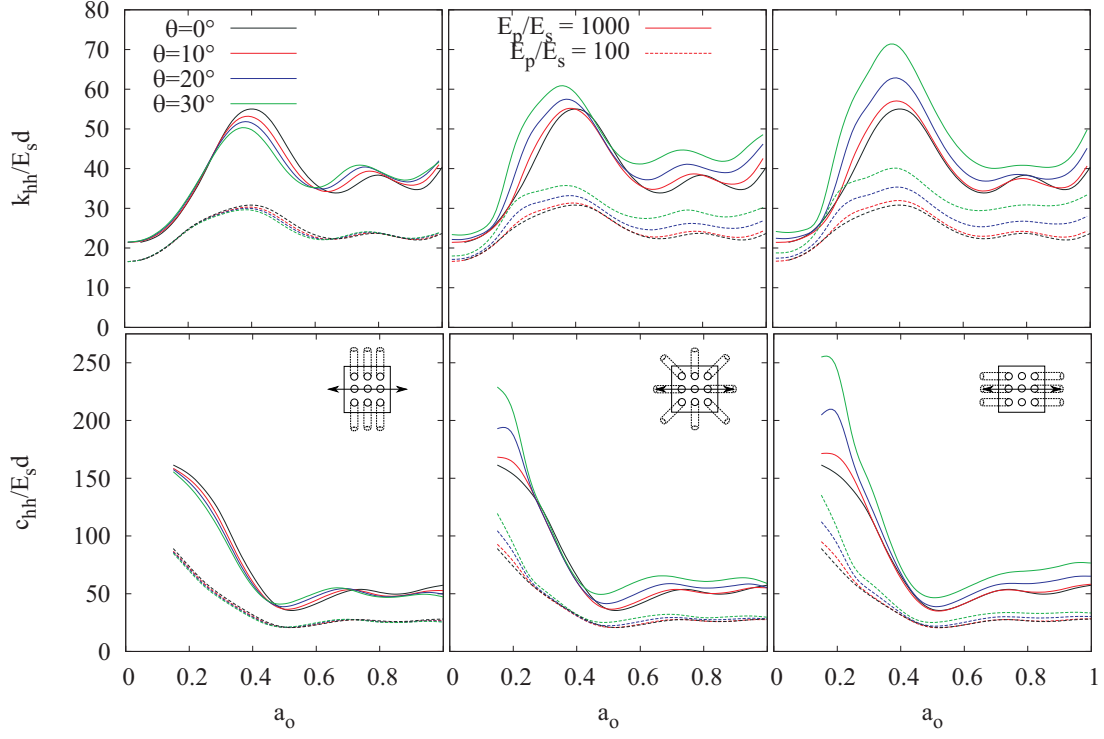 80
70
60
50
40
30
20
10
0
k_hh/E_s d
θ=0°
θ=10°
θ=20°
θ=30°
E_p/E_s = 1000
E_p/E_s = 100
250
200
150
100
50
0
c_hh/E_s d
0 0.2 0.4 0.6 0.8 0 0.2 0.4 0.6 0.8 0 0.2 0.4 0.6 0.8 1
a_o a_o a_o